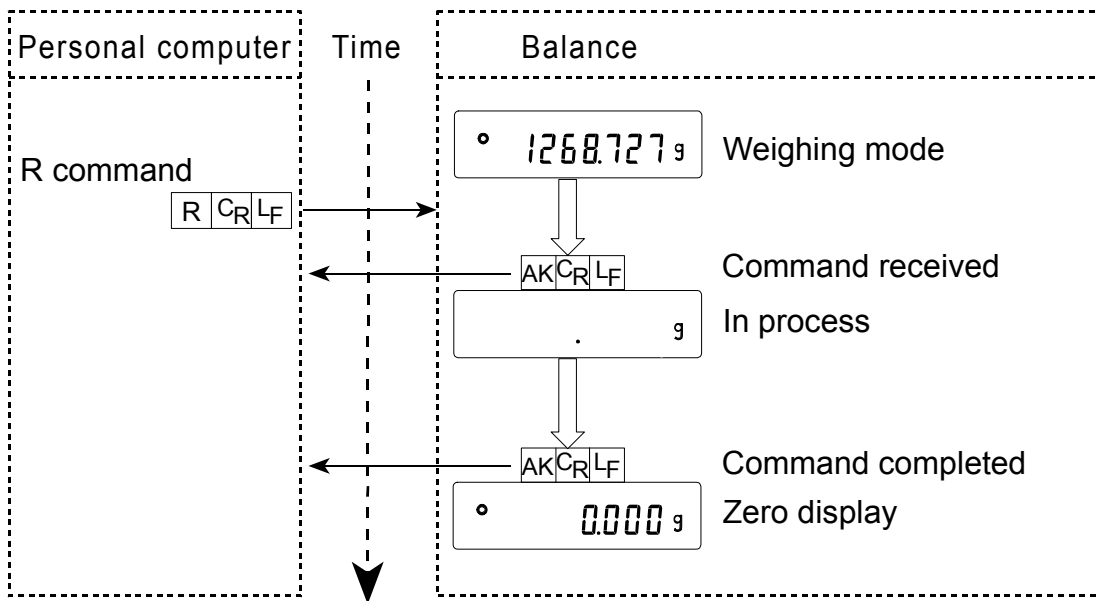 Personal computer Time Balance
1268.727 g Weighing mode
R command
R CR LF
AK CR LF Command received
. g In process
AK CR LF Command completed
0.000 g Zero display